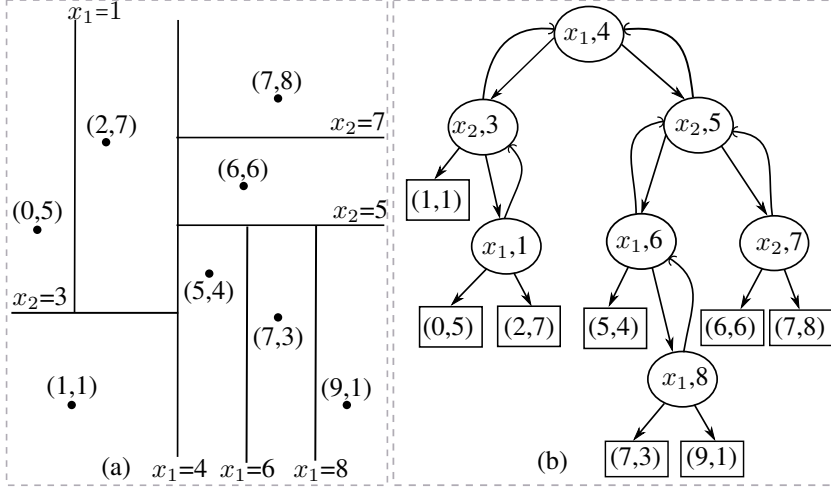 x₁=1
(7,8)
(2,7)
x₂=7
(6,6)
(0,5)
x₂=5
(5,4)
x₂=3
(7,3)
(1,1)
(9,1)
(a)
x₁=4
x₁=6
x₁=8
x₁,4
x₂,3
x₂,5
(1,1)
x₁,1
x₁,6
x₂,7
(0,5)
(2,7)
(5,4)
(6,6)
(7,8)
x₁,8
(b)
(7,3)
(9,1)